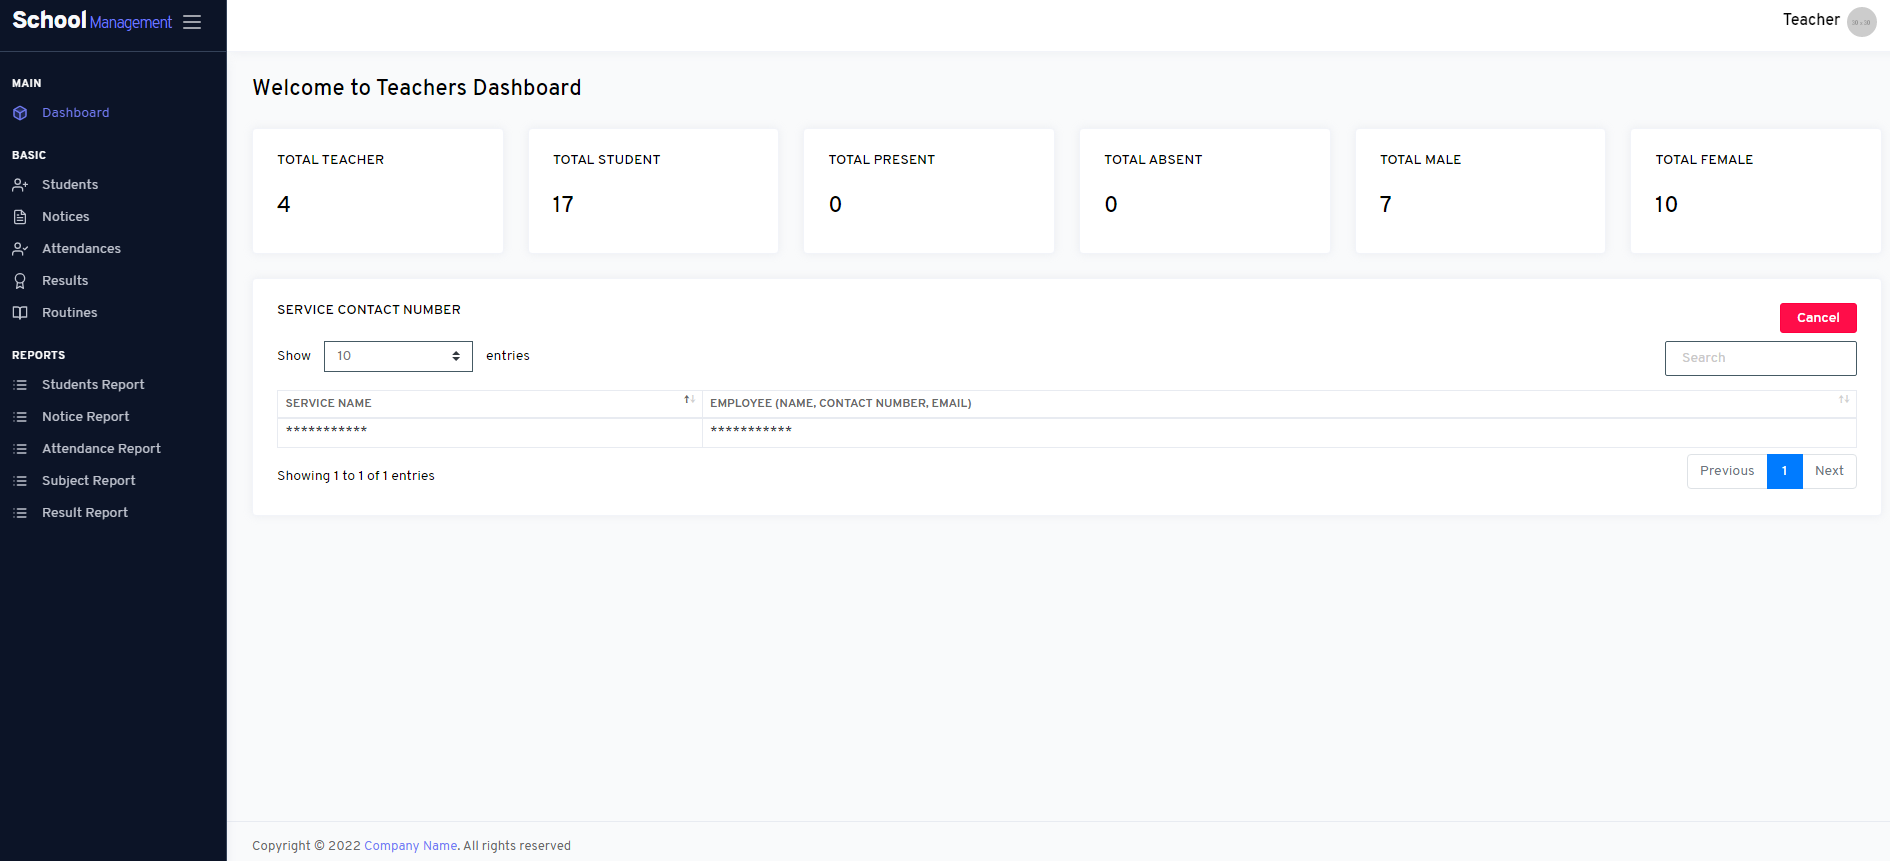 School Management
Teacher
MAIN
Dashboard
BASIC
Students
Notices
Attendances
Results
Routines
REPORTS
Students Report
Notice Report
Attendance Report
Subject Report
Result Report
Welcome to Teachers Dashboard
TOTAL TEACHER
4
TOTAL STUDENT
17
TOTAL PRESENT
0
TOTAL ABSENT
0
TOTAL MALE
7
TOTAL FEMALE
10
SERVICE CONTACT NUMBER
Cancel
Show 10 entries
Search
SERVICE NAME EMPLOYEE (NAME, CONTACT NUMBER, EMAIL)
*********** ***********
Showing 1 to 1 of 1 entries
Previous 1 Next
Copyright © 2022 Company Name. All rights reserved